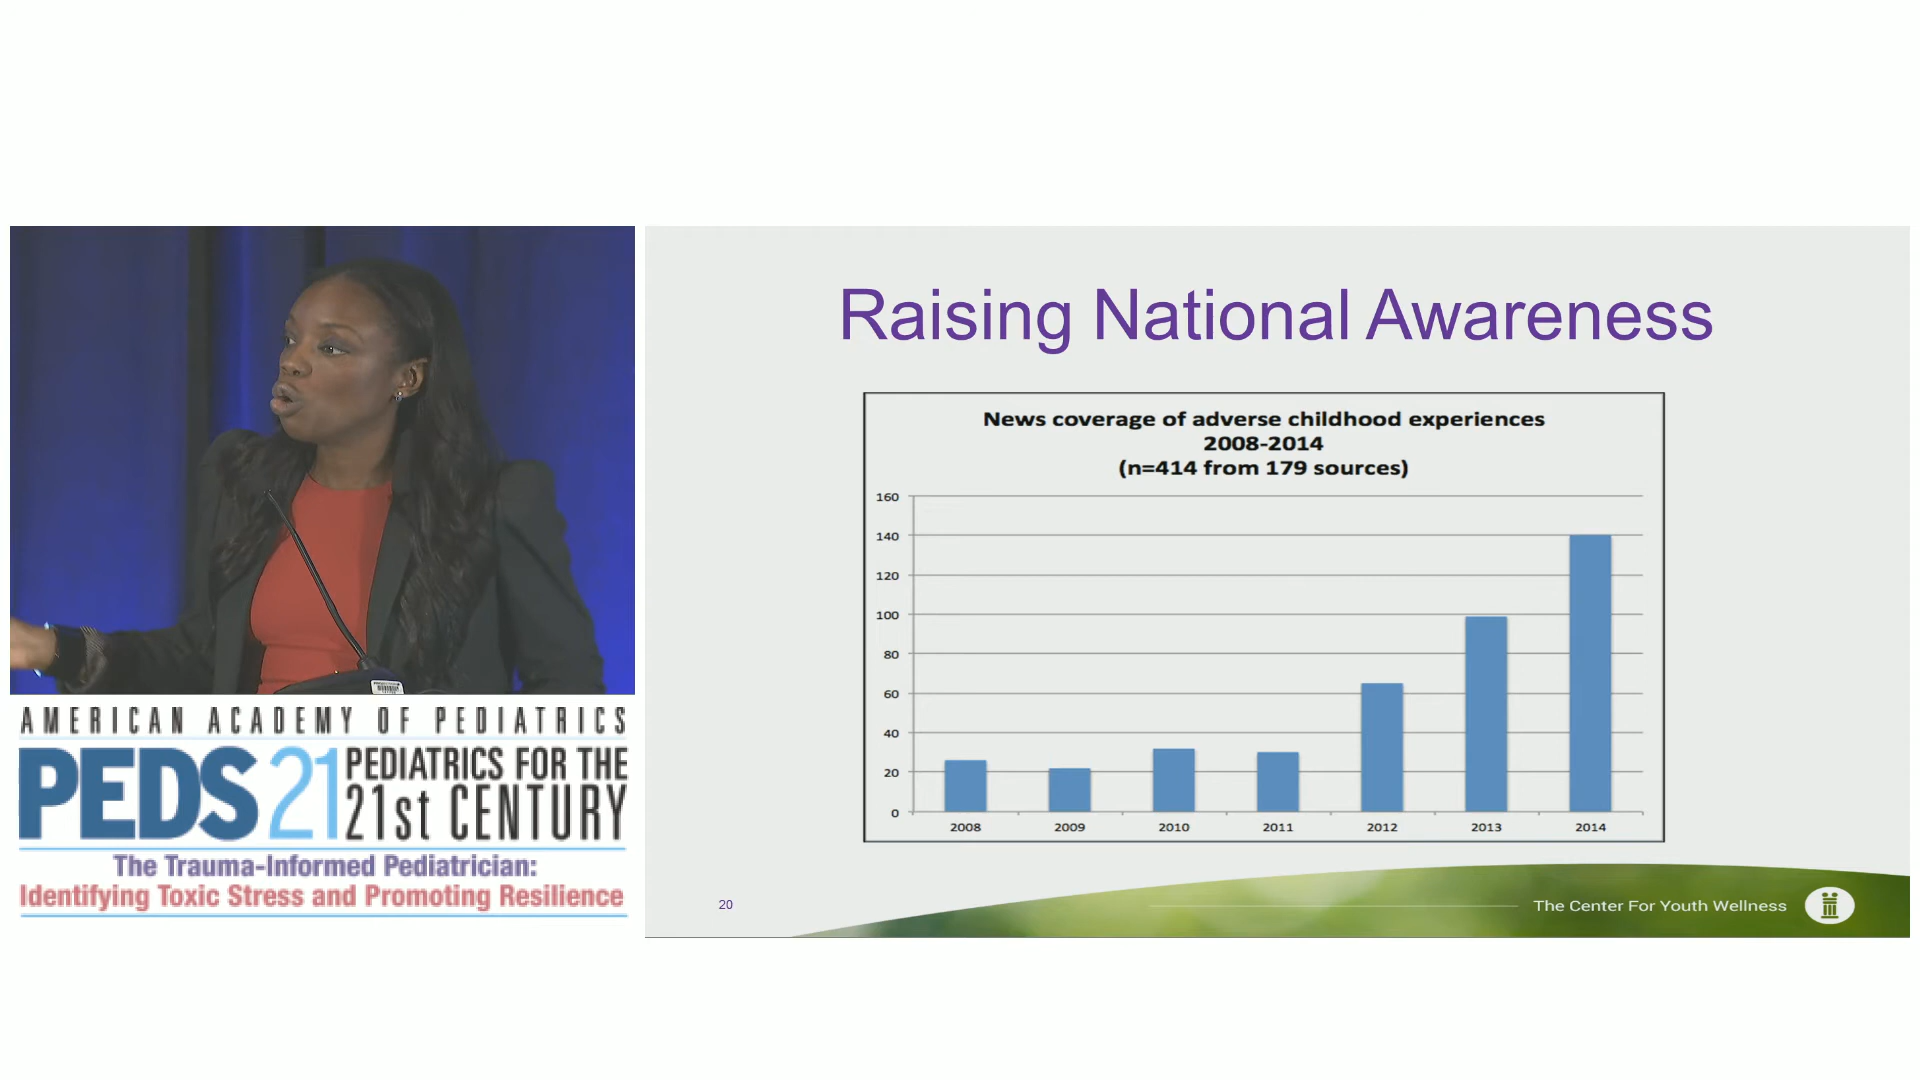 AMERICAN ACADEMY OF PEDIATRICS
PEDS 21 PEDIATRICS FOR THE
21st CENTURY
The Trauma-Informed Pediatrician:
Identifying Toxic Stress and Promoting Resilience
Raising National Awareness
News coverage of adverse childhood experiences
2008-2014
(n=414 from 179 sources)
160
140
120
100
80
60
40
20
0
2008 2009 2010 2011 2012 2013 2014
20
The Center For Youth Wellness